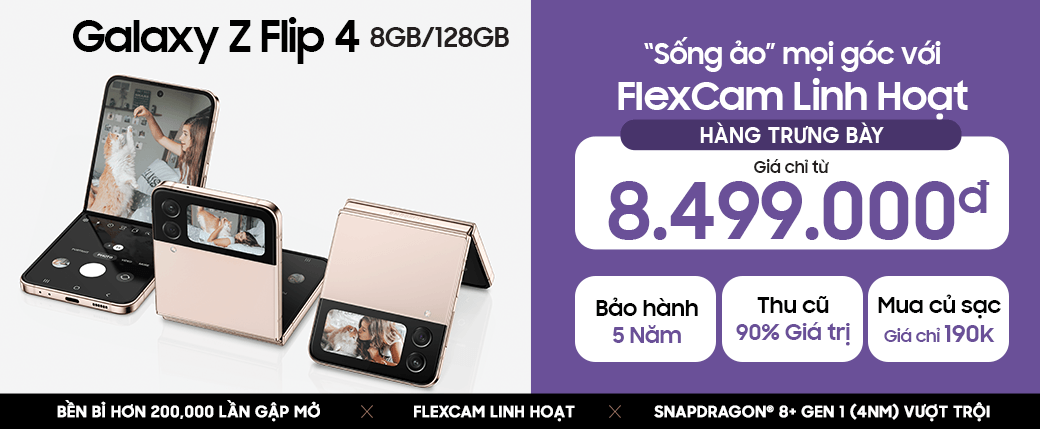 Galaxy Z Flip 4 8GB/128GB
“Sống ảo” mọi góc với
FlexCam Linh Hoạt
HÀNG TRƯNG BÀY
Giá chỉ từ
8.499.000đ
Bảo hành
5 Năm
Thu cũ
90% Giá trị
Mua củ sạc
Giá chỉ 190k
BỀN BỈ HƠN 200,000 LẦN GẬP MỞ × FLEXCAM LINH HOẠT × SNAPDRAGON® 8+ GEN 1 (4NM) VƯỢT TRỘI